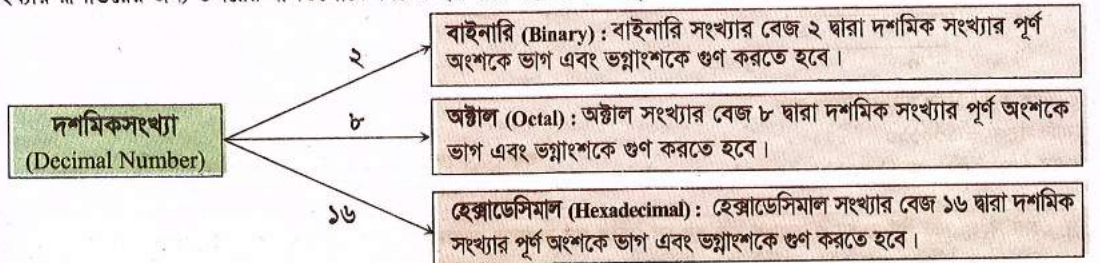 বাইনারি (Binary) : বাইনারি সংখ্যার বেজ ২ দ্বারা দশমিক সংখ্যার পূর্ণ
অংশকে ভাগ এবং ভগ্নাংশকে গুণ করতে হবে।
২
দশমিকসংখ্যা
(Decimal Number)
৮
অক্টাল (Octal) : অক্টাল সংখ্যার বেজ ৮ দ্বারা দশমিক সংখ্যার পূর্ণ অংশকে
ভাগ এবং ভগ্নাংশকে গুণ করতে হবে।
১৬
হেক্সাডেসিমাল (Hexadecimal) : হেক্সাডেসিমাল সংখ্যার বেজ ১৬ দ্বারা দশমিক
সংখ্যার পূর্ণ অংশকে ভাগ এবং ভগ্নাংশকে গুণ করতে হবে।